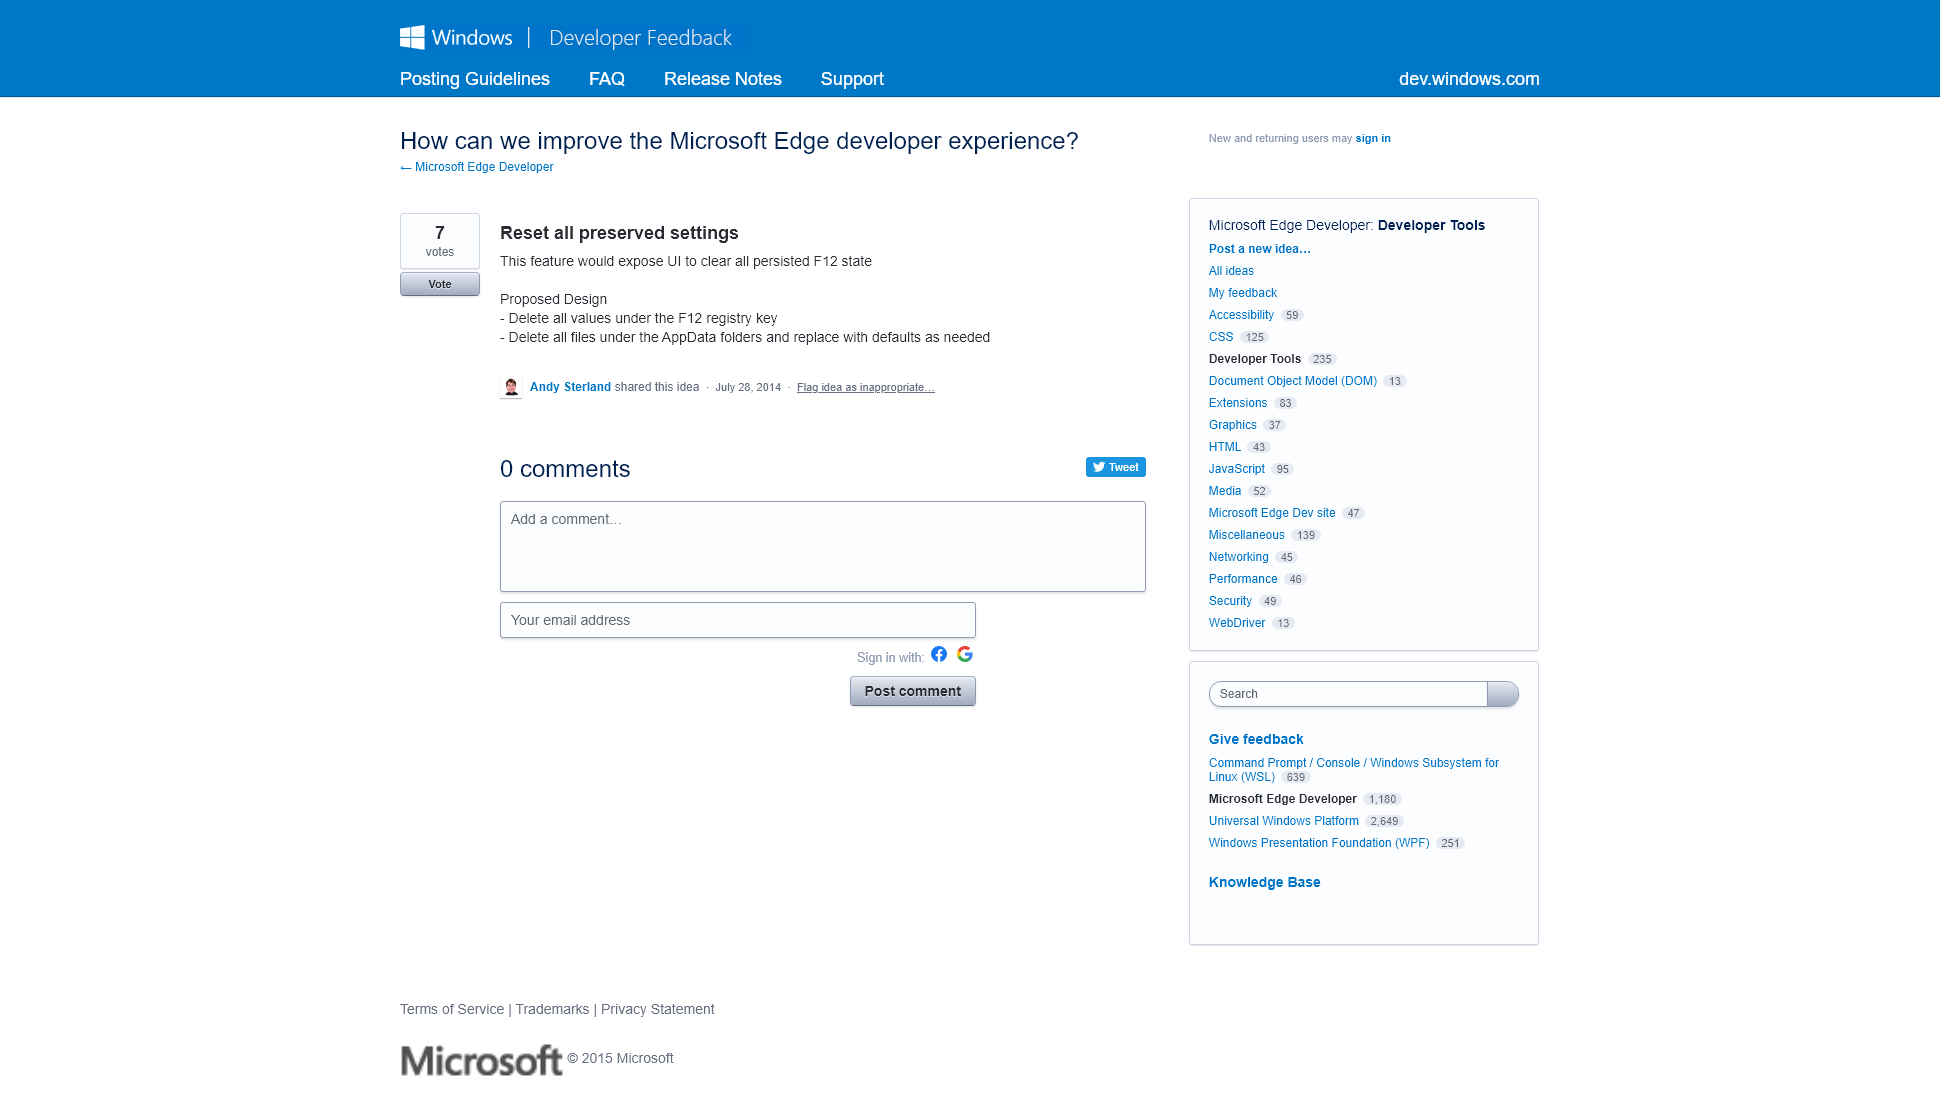 Windows | Developer Feedback
Posting Guidelines FAQ Release Notes Support dev.windows.com
How can we improve the Microsoft Edge developer experience?
← Microsoft Edge Developer
New and returning users may sign in
7
votes
Vote
Reset all preserved settings
This feature would expose UI to clear all persisted F12 state
Proposed Design
- Delete all values under the F12 registry key
- Delete all files under the AppData folders and replace with defaults as needed
Andy Sterland shared this idea · July 28, 2014 · Flag idea as inappropriate…
0 comments
Tweet
Add a comment…
Your email address
Sign in with:
Post comment
Microsoft Edge Developer: Developer Tools
Post a new idea…
All ideas
My feedback
Accessibility 59
CSS 125
Developer Tools 235
Document Object Model (DOM) 13
Extensions 83
Graphics 37
HTML 43
JavaScript 95
Media 52
Microsoft Edge Dev site 47
Miscellaneous 139
Networking 45
Performance 46
Security 49
WebDriver 13
Search
Give feedback
Command Prompt / Console / Windows Subsystem for
Linux (WSL) 639
Microsoft Edge Developer 1,180
Universal Windows Platform 2,649
Windows Presentation Foundation (WPF) 251
Knowledge Base
Terms of Service | Trademarks | Privacy Statement
Microsoft © 2015 Microsoft